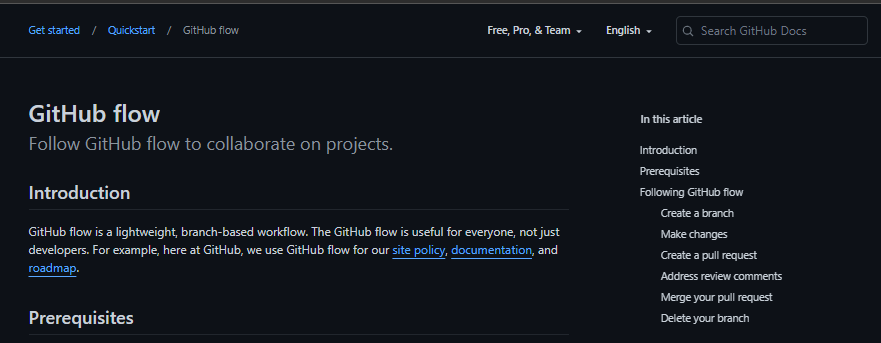 Get started / Quickstart / GitHub flow
Free, Pro, & Team
English
Search GitHub Docs
GitHub flow
Follow GitHub flow to collaborate on projects.
Introduction
GitHub flow is a lightweight, branch-based workflow. The GitHub flow is useful for everyone, not just
developers. For example, here at GitHub, we use GitHub flow for our site policy, documentation, and
roadmap.
Prerequisites
In this article
Introduction
Prerequisites
Following GitHub flow
Create a branch
Make changes
Create a pull request
Address review comments
Merge your pull request
Delete your branch